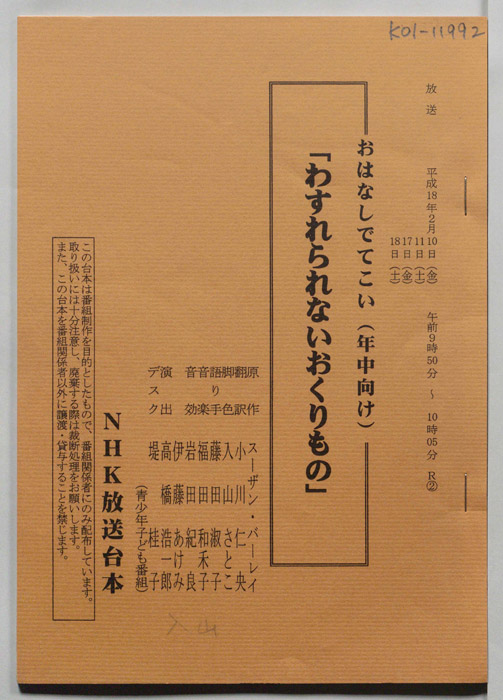 K01-11992
放送　平成18年2月10日（金）　午前9時50分 〜 10時05分　R②
11日（土）
17日（金）
18日（土）
おはなしでてこい（年中向け）
「わすれられないおくりもの」
原作　スーザン・バーレイ
翻訳　小川　仁央
脚色　入山　さとこ
語り手　藤田　淑子
音楽　福田　和禾子
音効　岩田　紀良
伊藤　あけみ
演出　高橋　浩一郎
デスク　堤　桂子
（青少年子ども番組）
NHK放送台本
この台本は番組制作を目的としたもので、番組関係者にのみ配布しています。
取り扱いには十分注意し、廃棄する際は裁断処理をお願いします。
また、この台本を番組関係者以外に譲渡・貸与することを禁じます。
入山